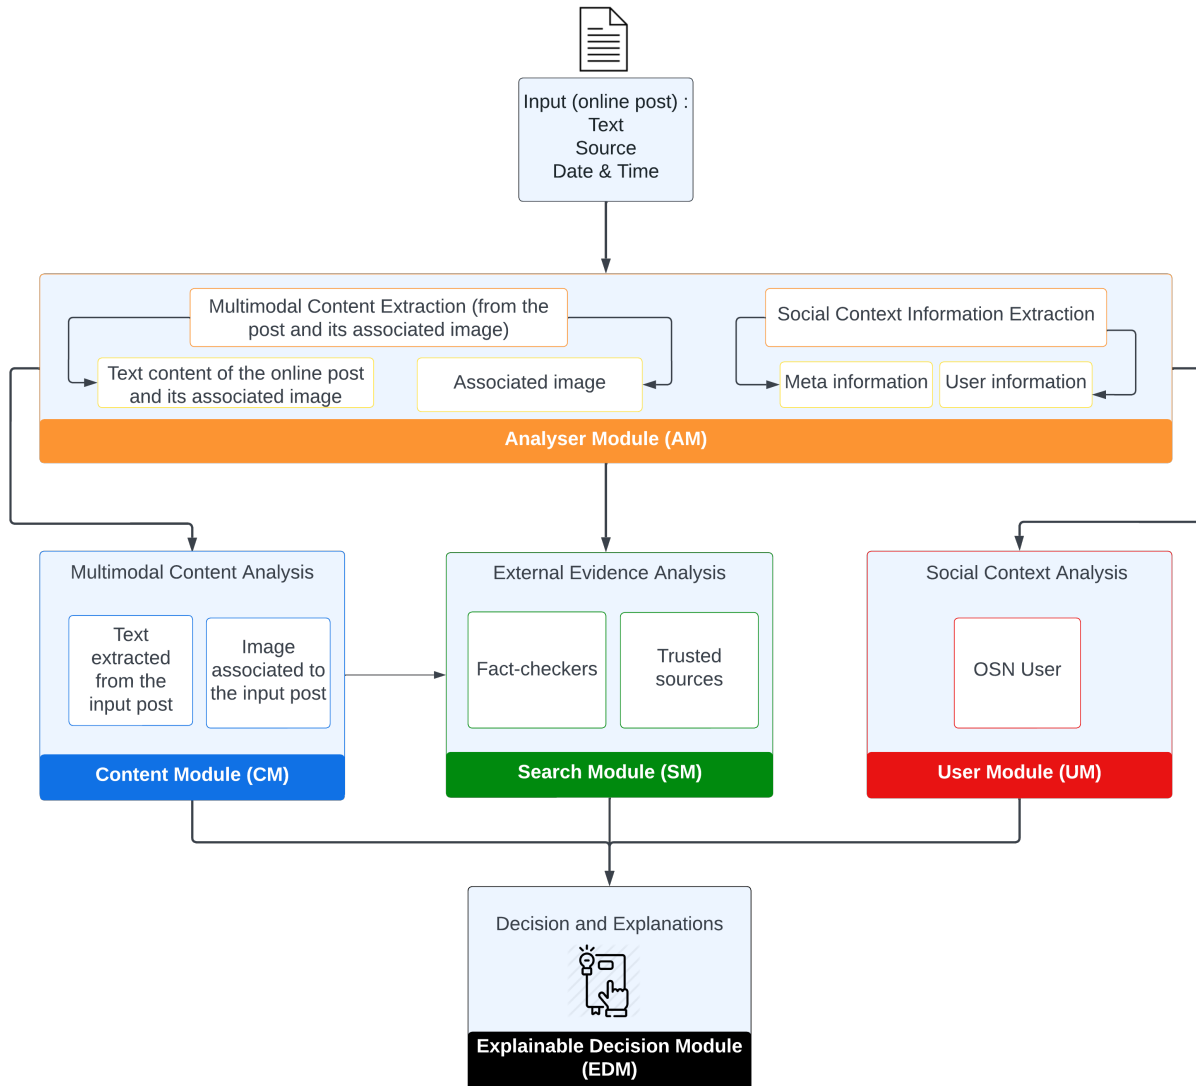 Input (online post) :
Text
Source
Date & Time
Multimodal Content Extraction (from the
post and its associated image)
Social Context Information Extraction
Text content of the online post
and its associated image
Associated image
Meta information
User information
Analyser Module (AM)
Multimodal Content Analysis
Text
extracted
from the
input post
Image
associated to
the input post
Content Module (CM)
External Evidence Analysis
Fact-checkers
Trusted
sources
Search Module (SM)
Social Context Analysis
OSN User
User Module (UM)
Decision and Explanations
Explainable Decision Module
(EDM)